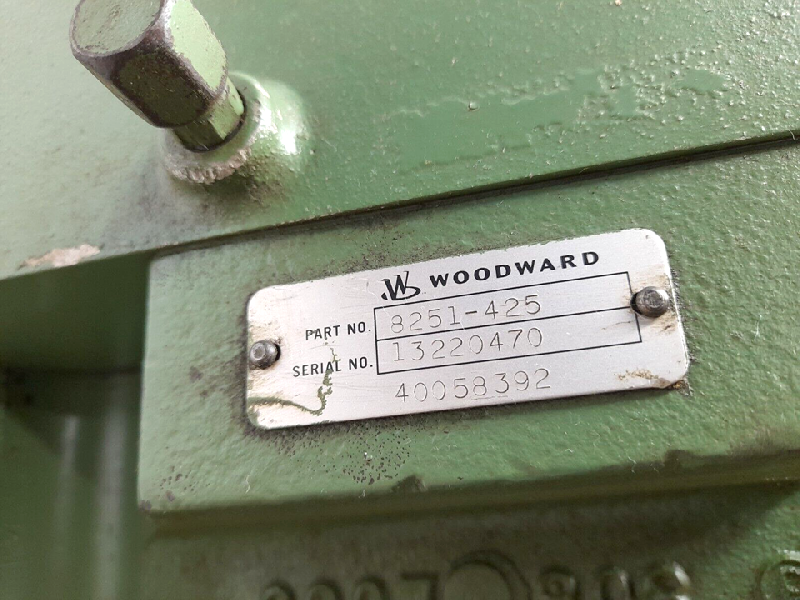 WOODWARD
PART NO. 8251-425
SERIAL NO. 13220470
40058392